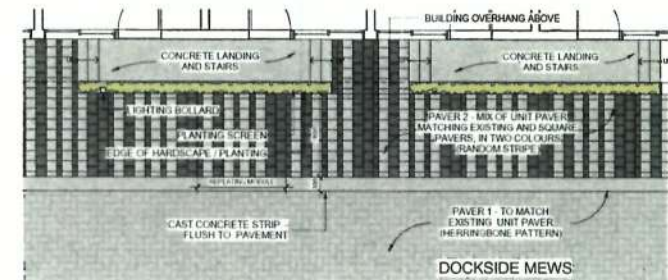 BUILDING OVERHANG ABOVE
CONCRETE LANDING
AND STAIRS
CONCRETE LANDING
AND STAIRS
LIGHTING BOLLARD
PLANTING SCREEN
EDGE OF HARDSCAPE / PLANTING
PAVER 2 - MIX OF UNIT PAVER
MATCHING EXISTING AND SQUARE
PAVERS, IN TWO COLOURS
(RANDOM STRIPE)
REPEATING MODULE
CAST CONCRETE STRIP -
FLUSH TO PAVEMENT
PAVER 1 - TO MATCH
EXISTING UNIT PAVER
(HERRINGBONE PATTERN)
DOCKSIDE MEWS